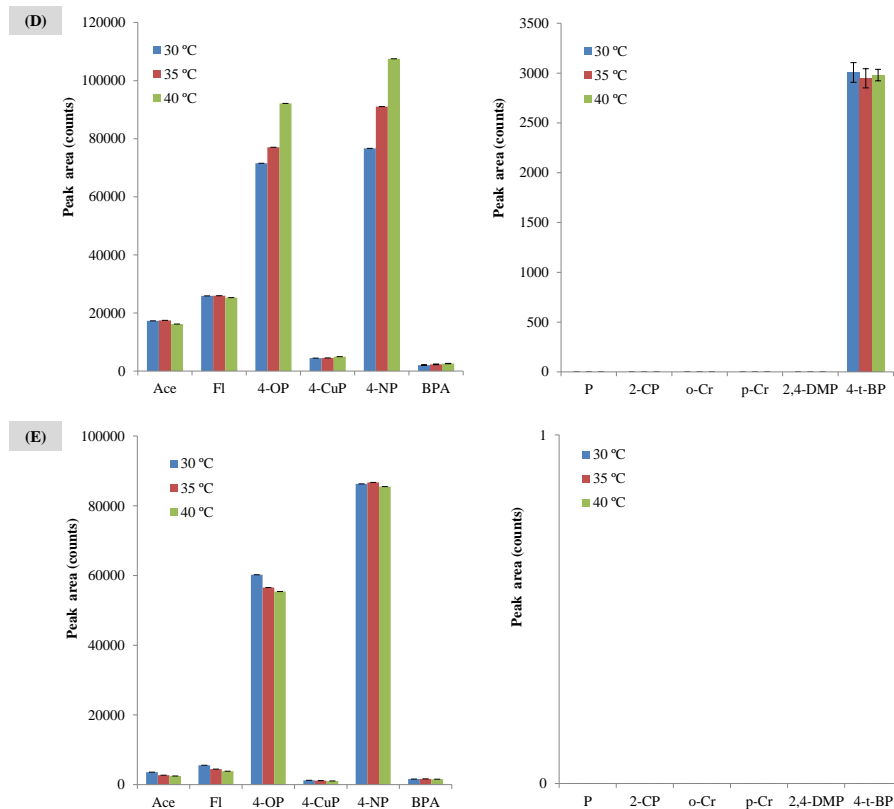 (D)
120000
100000
80000
60000
40000
20000
0
Peak area (counts)
30 ºC
35 ºC
40 ºC
Ace Fl 4-OP 4-CuP 4-NP BPA
3500
3000
2500
2000
1500
1000
500
0
Peak area (counts)
30 ºC
35 ºC
40 ºC
P 2-CP o-Cr p-Cr 2,4-DMP 4-t-BP
(E)
100000
80000
60000
40000
20000
0
Peak area (counts)
30 ºC
35 ºC
40 ºC
Ace Fl 4-OP 4-CuP 4-NP BPA
1
0
Peak area (counts)
30 ºC
35 ºC
40 ºC
P 2-CP o-Cr p-Cr 2,4-DMP 4-t-BP